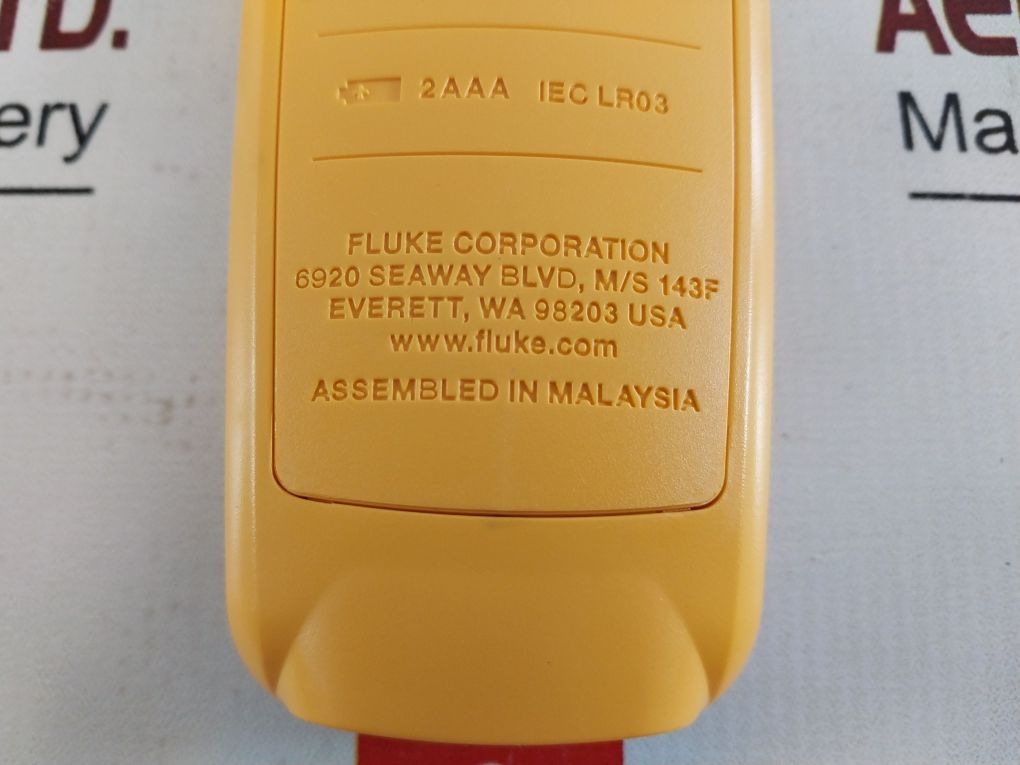 TD.
ery
2AAA IEC LR03
FLUKE CORPORATION
6920 SEAWAY BLVD, M/S 143F
EVERETT, WA 98203 USA
www.fluke.com
ASSEMBLED IN MALAYSIA
Ma